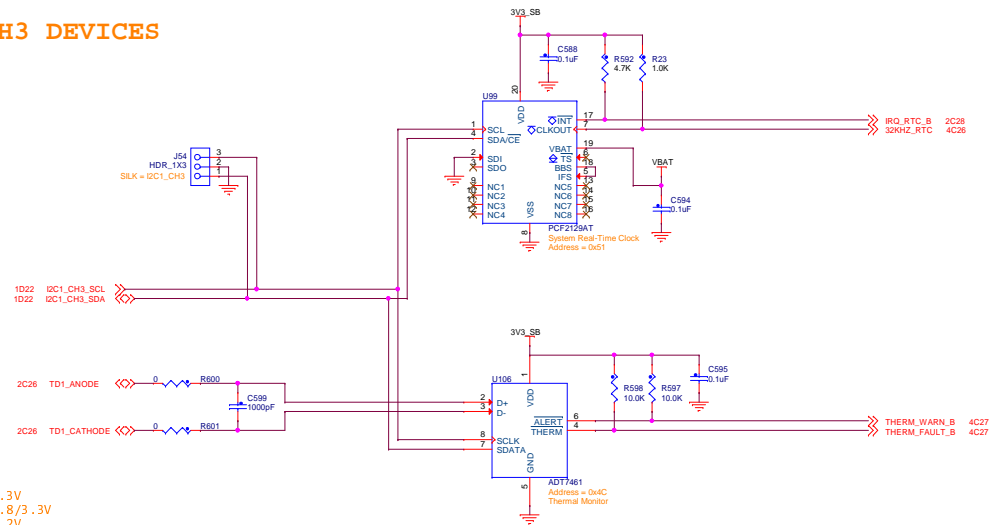 H3 DEVICES
3V3_SB
C588
0.1uF
R592
4.7K
R23
1.0K
U99
20
VDD
1
SCL
4
SDA/CE
2
SDI
3
SDO
9
NC1
10
NC2
11
NC3
12
NC4
INT
17
CLKOUT
7
VBAT
19
TS
6
BBS
18
IFS
5
NC5
13
NC6
14
NC7
15
NC8
16
VSS
8
PCF2129AT
System Real-Time Clock
Address = 0x51
IRQ_RTC_B 2C28
32KHZ_RTC 4C26
VBAT
C594
0.1uF
J54
HDR_1X3
SILK = I2C1_CH3
3
2
1
1D22 I2C1_CH3_SCL
1D22 I2C1_CH3_SDA
3V3_SB
C595
0.1uF
R598
10.0K
R597
10.0K
2C26 TD1_ANODE
0
R600
C599
1000pF
2C26 TD1_CATHODE
0
R601
U106
1
VDD
2
D+
3
D-
8
SCLK
7
SDATA
ALERT
6
THERM
4
GND
5
ADT7461
Address = 0x4C
Thermal Monitor
THERM_WARN_B 4C27
THERM_FAULT_B 4C27
.3V
.8/3.3V
.2V